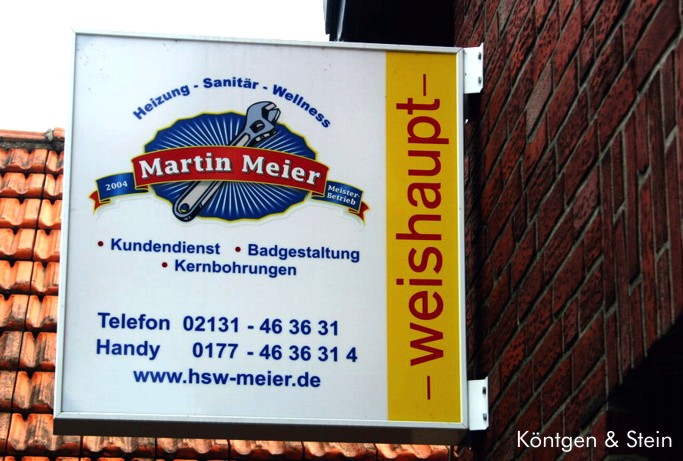 Heizung - Sanitär - Wellness
Martin Meier
2004
Meister-
Betrieb
• Kundendienst • Badgestaltung
• Kernbohrungen
Telefon 02131 - 46 36 31
Handy 0177 - 46 36 31 4
www.hsw-meier.de
–weishaupt–
Köntgen & Stein